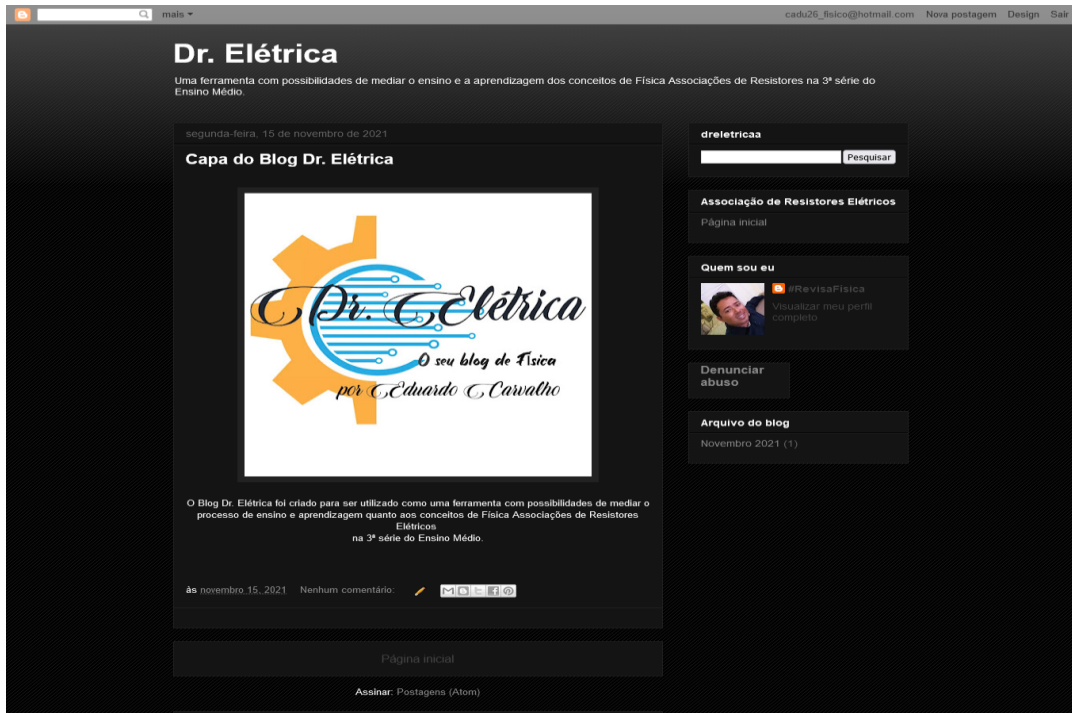 mais
cadu26_fisico@hotmail.com Nova postagem Design Sair
Dr. Elétrica
Uma ferramenta com possibilidades de mediar o ensino e a aprendizagem dos conceitos de Física Associações de Resistores na 3ª série do
Ensino Médio.
segunda-feira, 15 de novembro de 2021
Capa do Blog Dr. Elétrica
Dr. Elétrica
O seu blog de Física
por Eduardo Carvalho
O Blog Dr. Elétrica foi criado para ser utilizado como uma ferramenta com possibilidades de mediar o
processo de ensino e aprendizagem quanto aos conceitos de Física Associações de Resistores
Elétricos
na 3ª série do Ensino Médio.
às novembro 15, 2021 Nenhum comentário:
Página inicial
Assinar: Postagens (Atom)
dreletricaa
Pesquisar
Associação de Resistores Elétricos
Página inicial
Quem sou eu
#RevisaFísica
Visualizar meu perfil
completo
Denunciar
abuso
Arquivo do blog
Novembro 2021 (1)